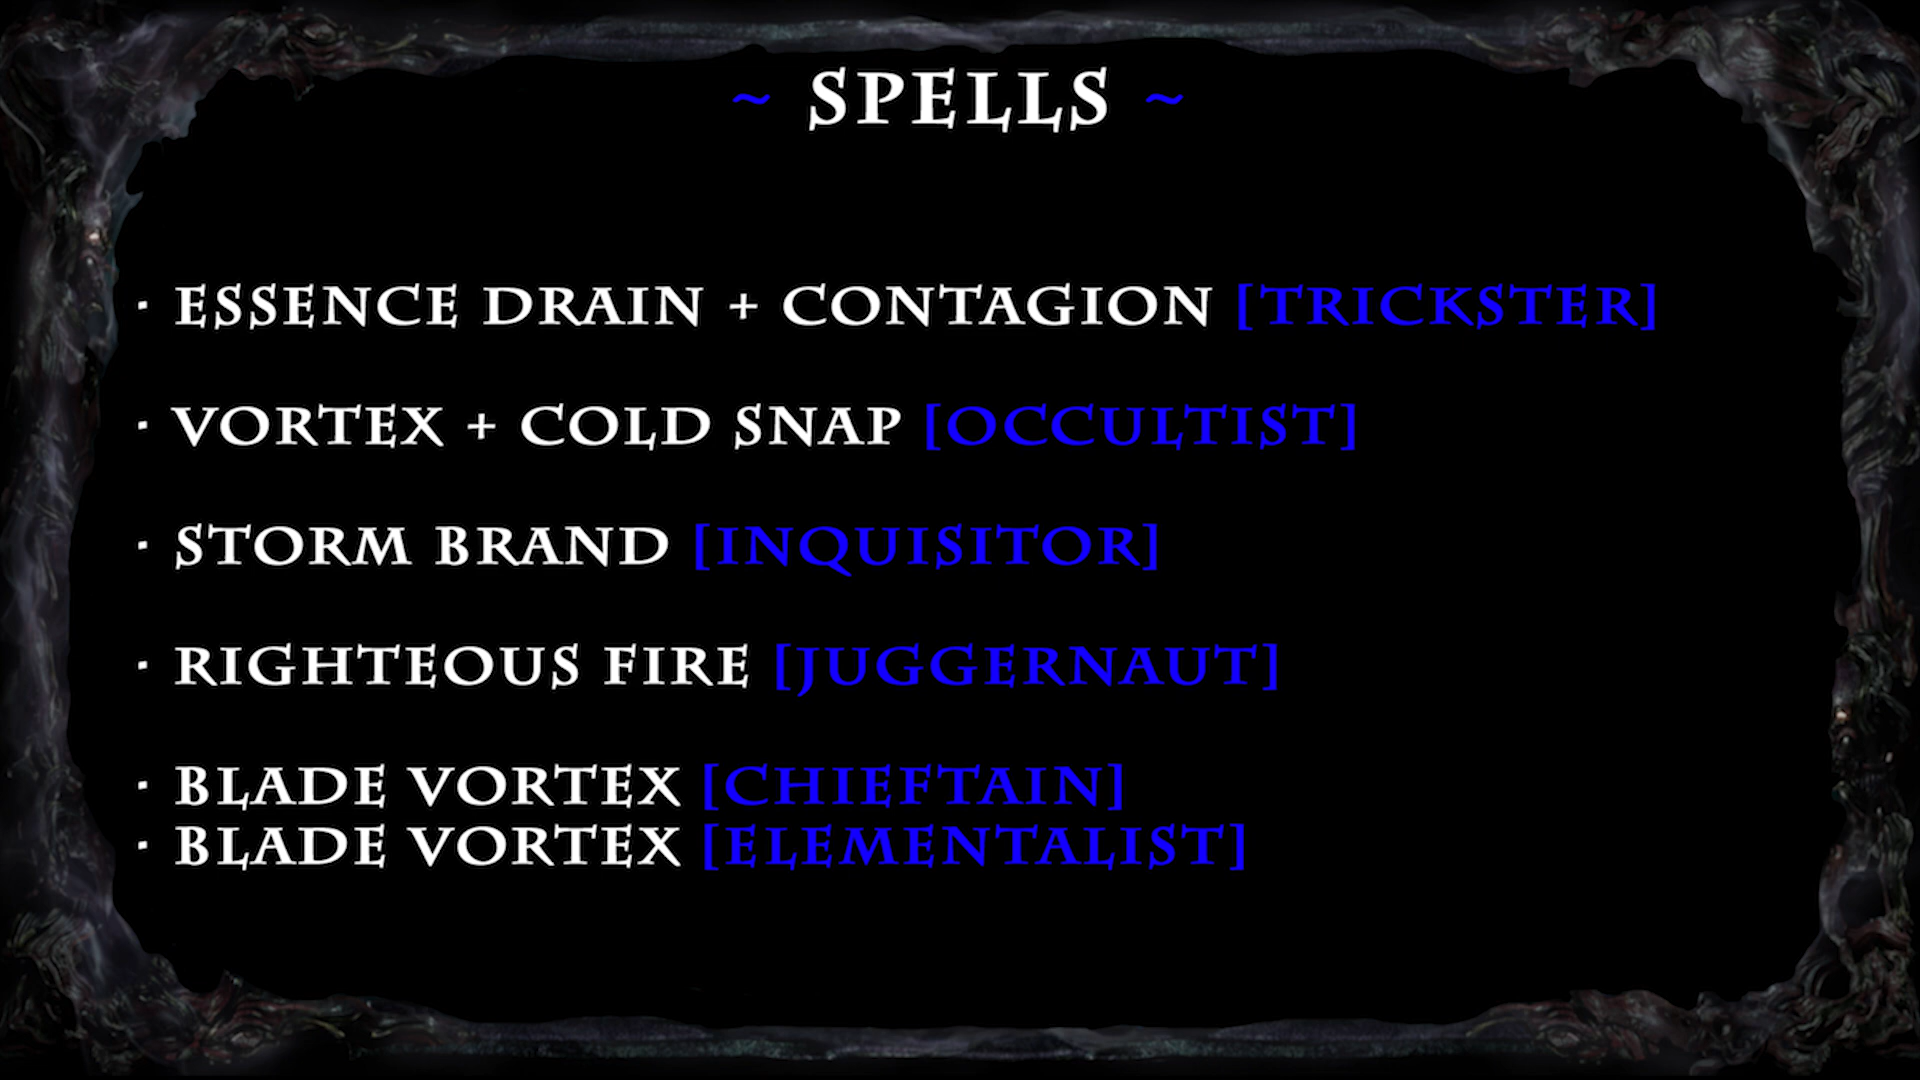 ~ SPELLS ~
· ESSENCE DRAIN + CONTAGION [TRICKSTER]
· VORTEX + COLD SNAP [OCCULTIST]
· STORM BRAND [INQUISITOR]
· RIGHTEOUS FIRE [JUGGERNAUT]
· BLADE VORTEX [CHIEFTAIN]
· BLADE VORTEX [ELEMENTALIST]